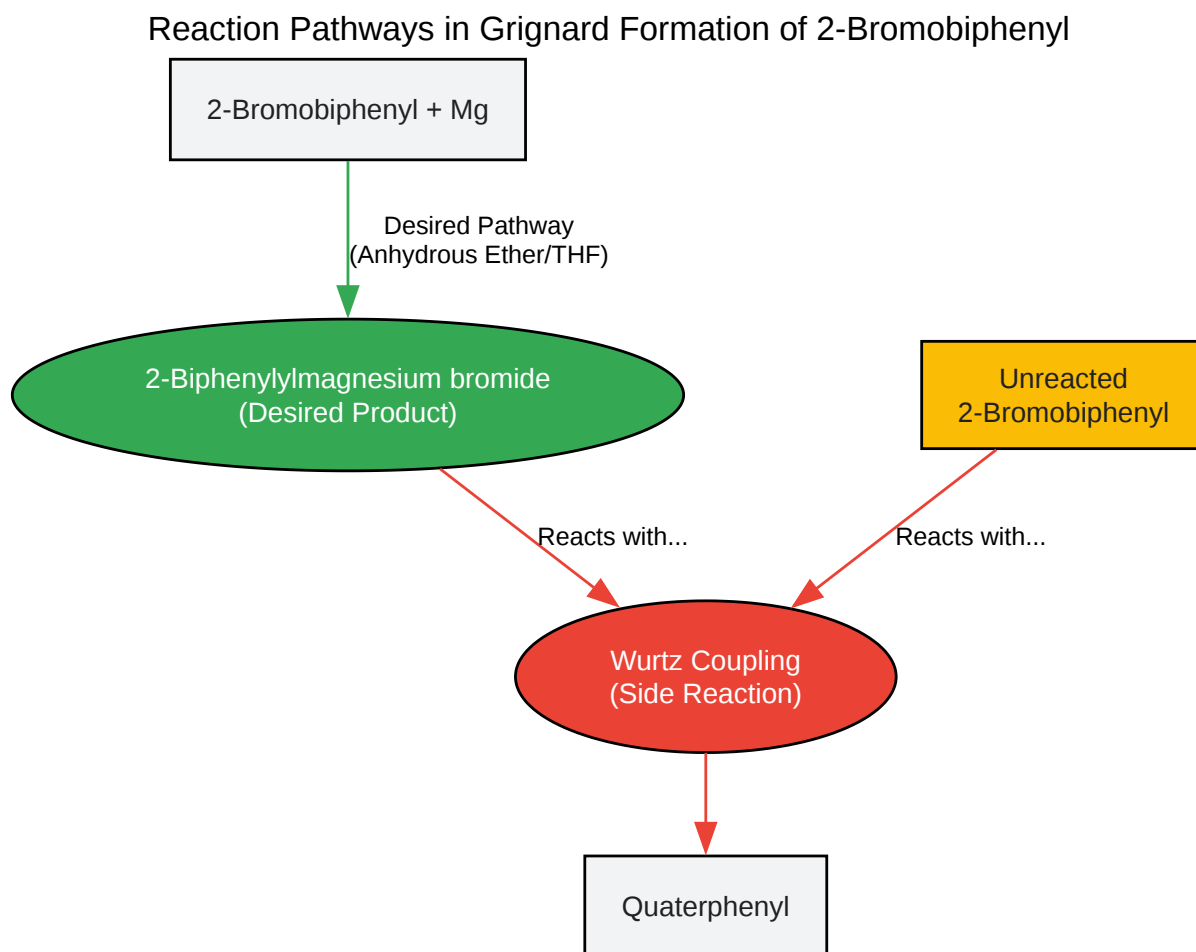 Reaction Pathways in Grignard Formation of 2-Bromobiphenyl
2-Bromobiphenyl + Mg
Desired Pathway
(Anhydrous Ether/THF)
2-Biphenylylmagnesium bromide
(Desired Product)
Unreacted
2-Bromobiphenyl
Reacts with...
Reacts with...
Wurtz Coupling
(Side Reaction)
Quaterphenyl